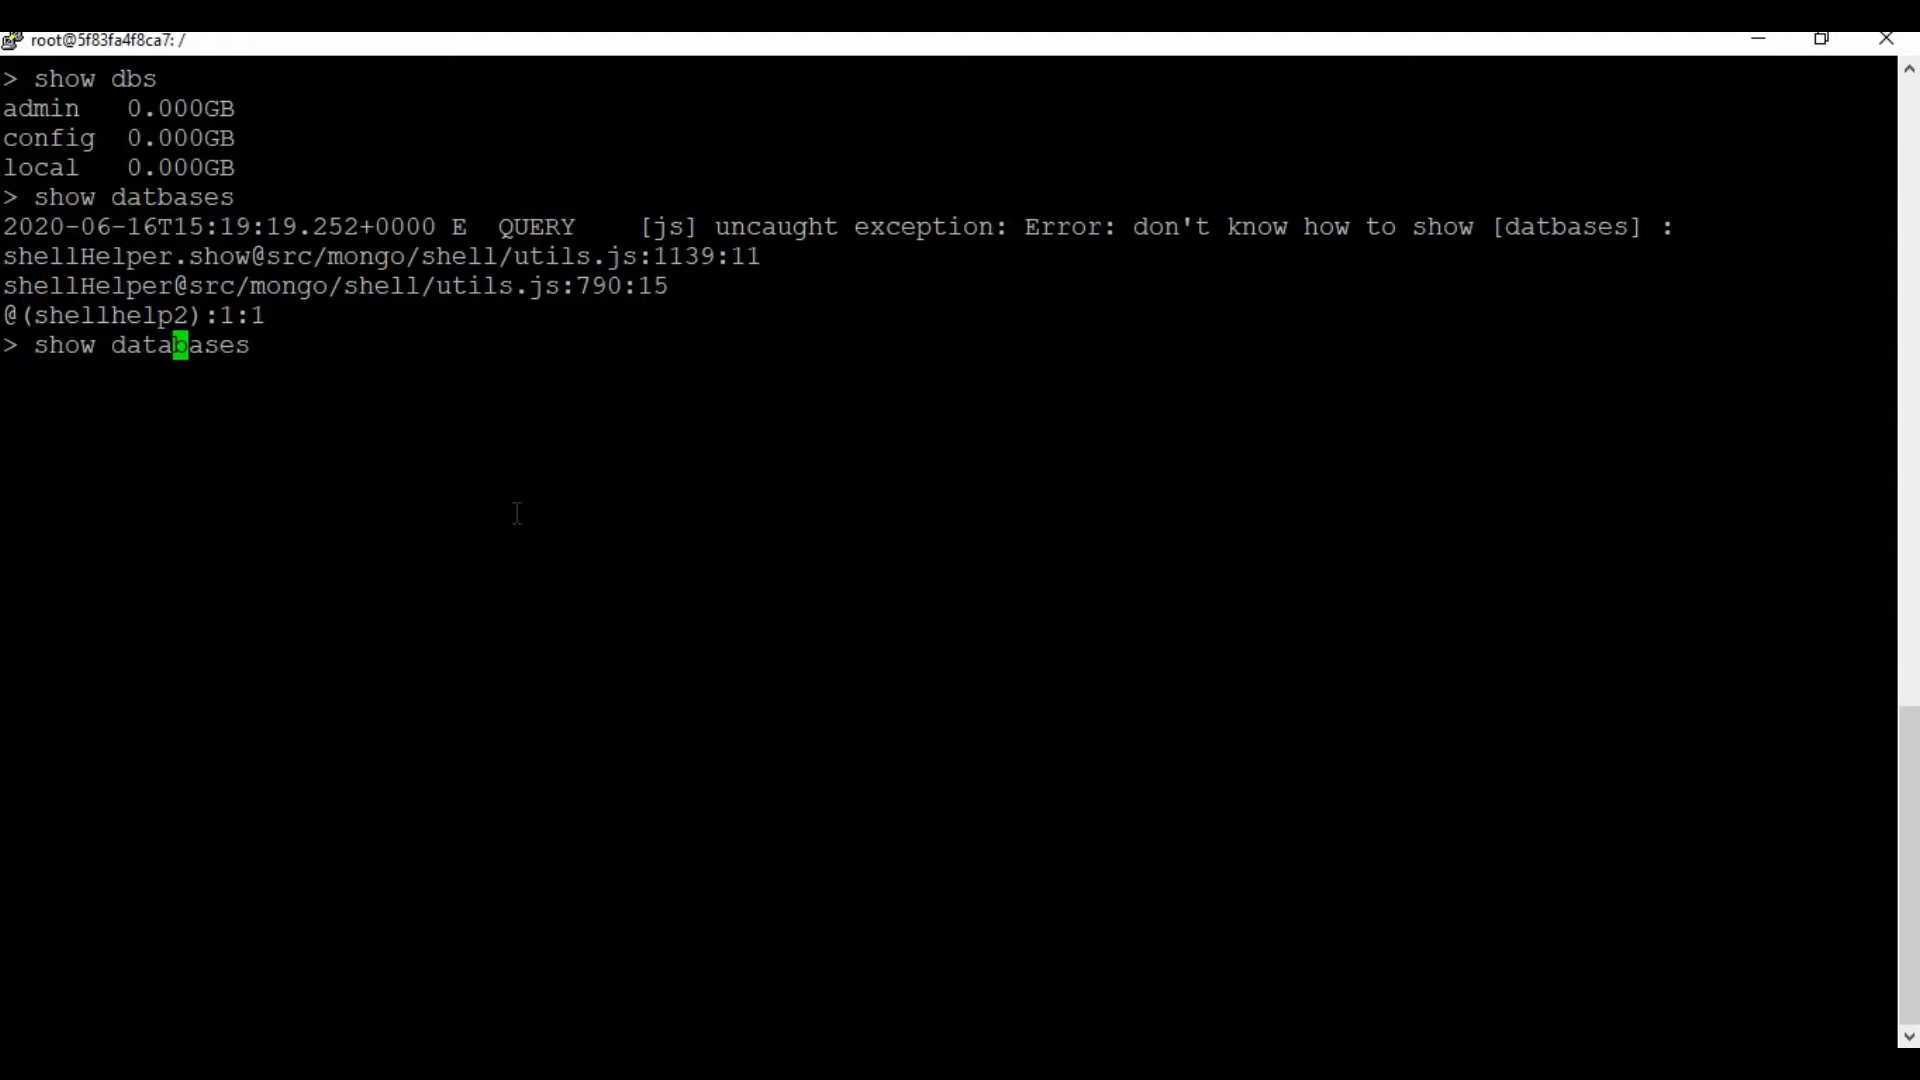 root@5f83fa4f8ca7: /
> show dbs
admin   0.000GB
config  0.000GB
local   0.000GB
> show datbases
2020-06-16T15:19:19.252+0000 E  QUERY    [js] uncaught exception: Error: don't know how to show [datbases] :
shellHelper.show@src/mongo/shell/utils.js:1139:11
shellHelper@src/mongo/shell/utils.js:790:15
@(shellhelp2):1:1
> show databases